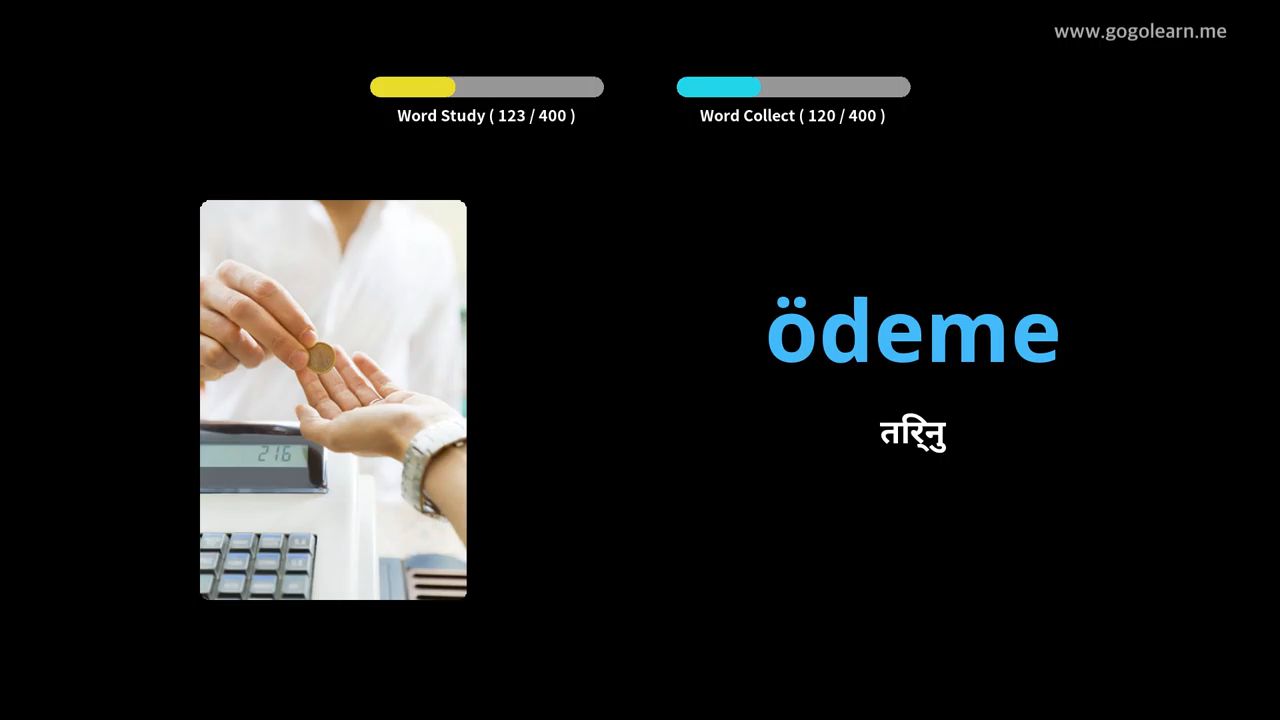 www.gogolearn.me
Word Study ( 123 / 400 )
Word Collect ( 120 / 400 )
ödeme
तिर्नु
216